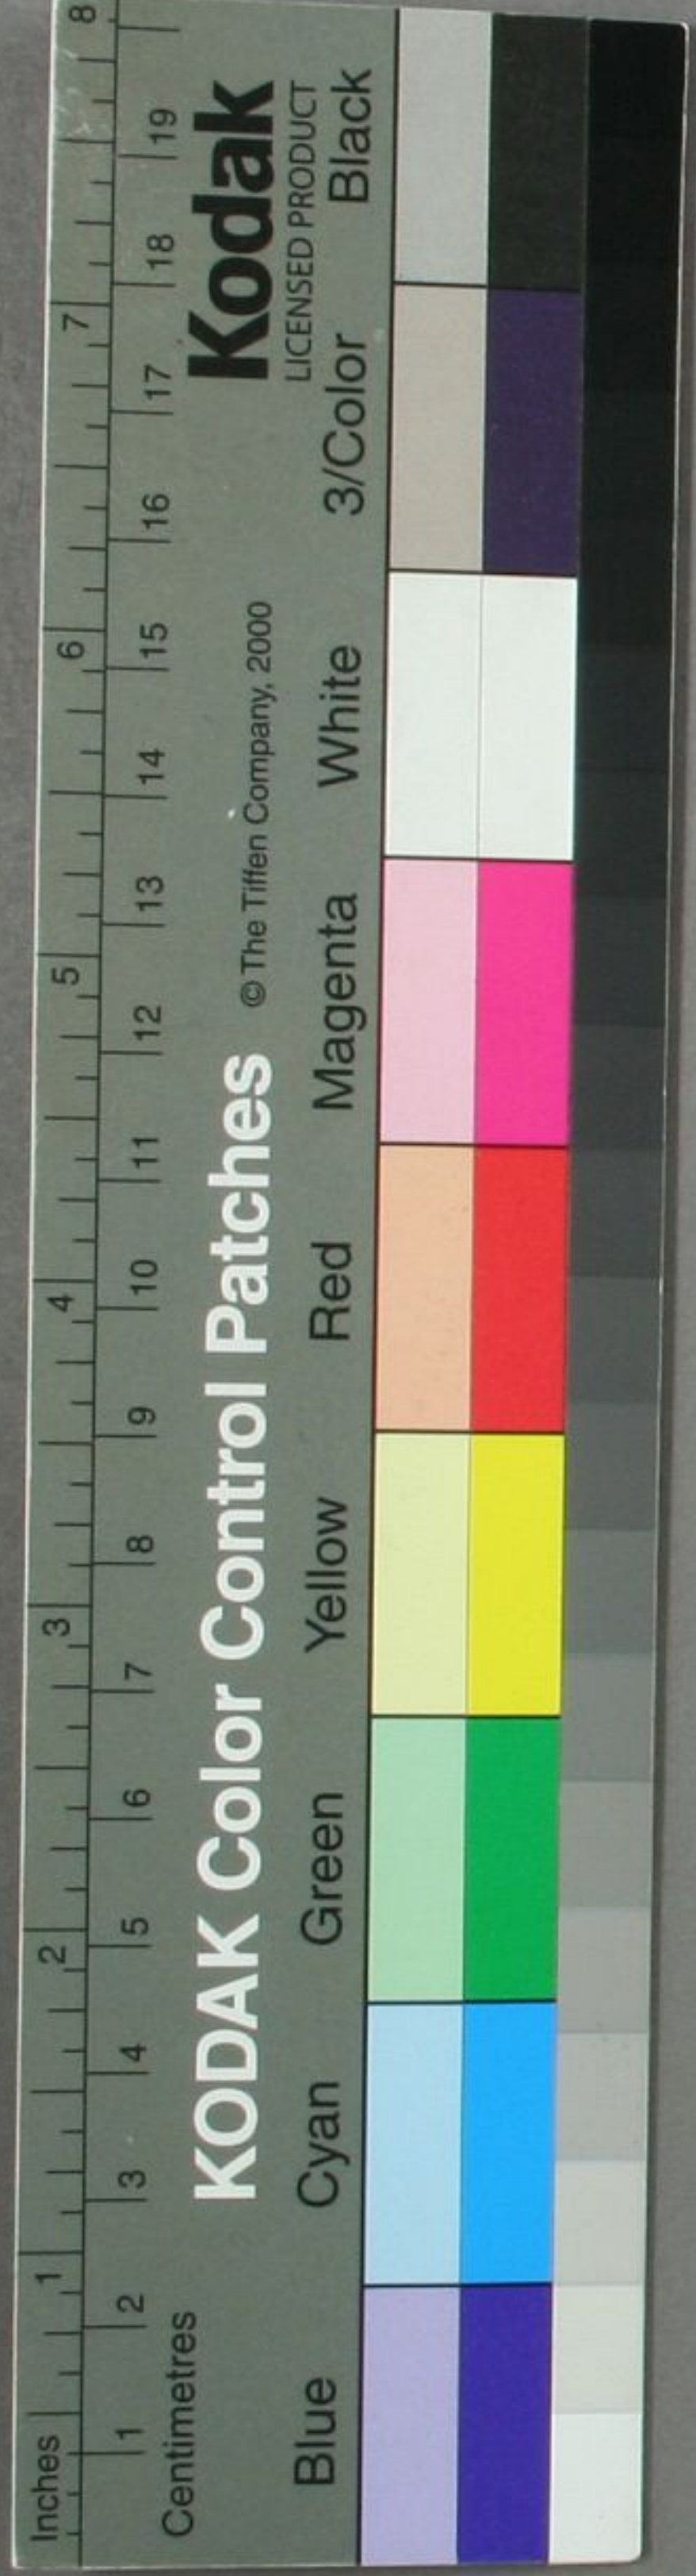 Inches 1 2 3 4 5 6 7 8
1 2 3 4 5 6 7 8 9 10 11 12 13 14 15 16 17 18 19
Centimetres
KODAK Color Control Patches © The Tiffen Company, 2000 Kodak
LICENSED PRODUCT
Blue Cyan Green Yellow Red Magenta White 3/Color Black